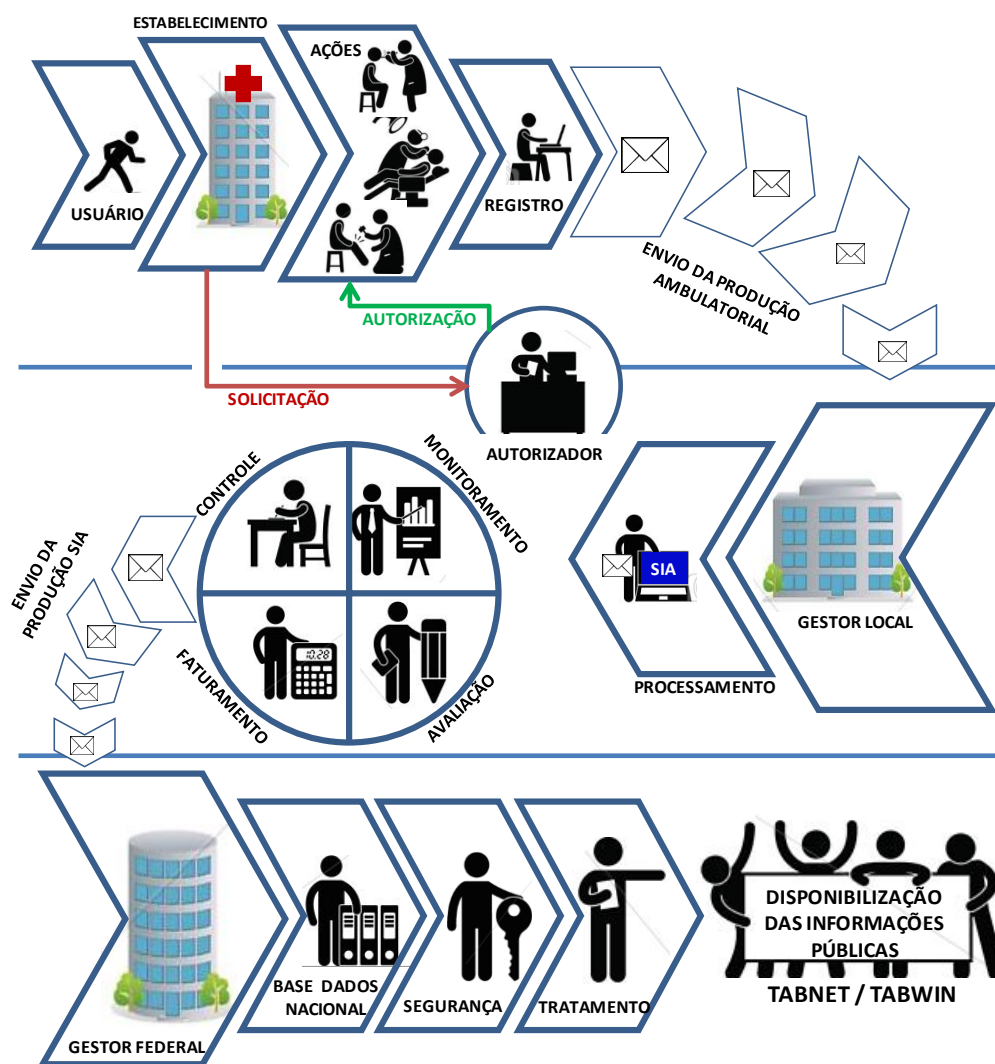 ESTABELECIMENTO
AÇÕES
USUÁRIO
REGISTRO
ENVIO DA PRODUÇÃO
AMBULATORIAL
AUTORIZAÇÃO
SOLICITAÇÃO
AUTORIZADOR
CONTROLE
MONITORAMENTO
ENVIO DA
PRODUÇÃO SIA
SIA
GESTOR LOCAL
10.28
FATURAMENTO
AVALIAÇÃO
PROCESSAMENTO
GESTOR FEDERAL
BASE DADOS
NACIONAL
SEGURANÇA
TRATAMENTO
DISPONIBILIZAÇÃO
DAS INFORMAÇÕES
PÚBLICAS
TABNET / TABWIN